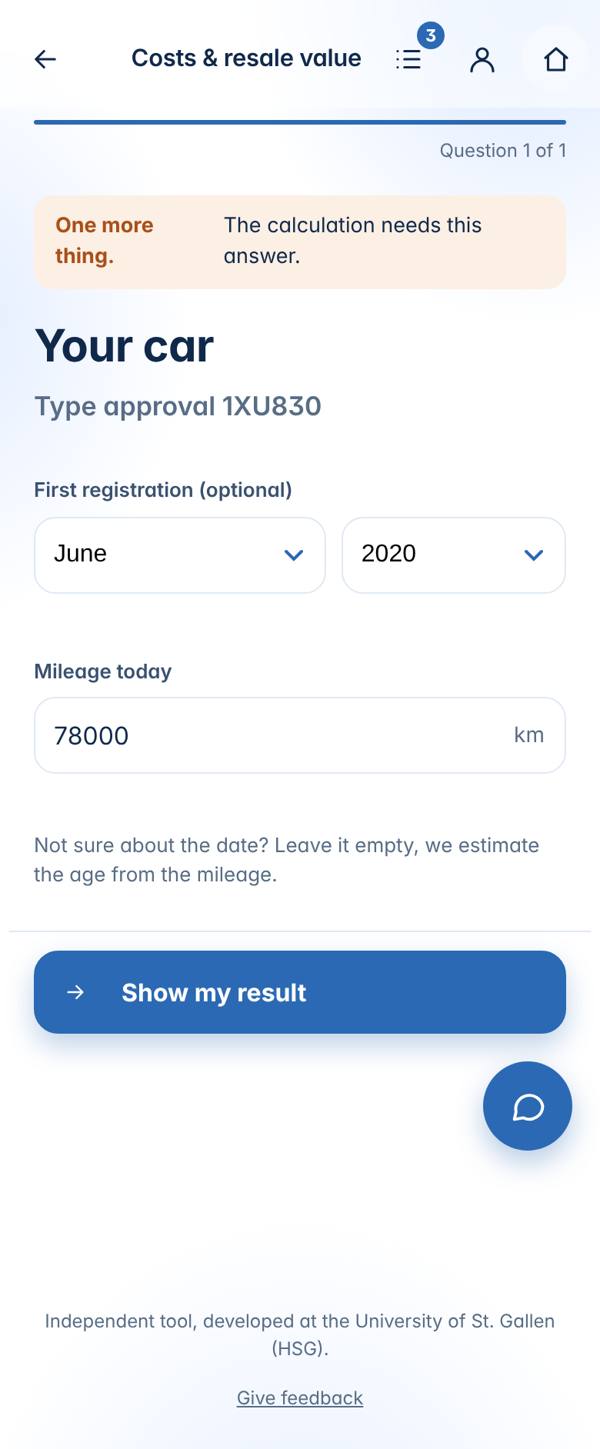 Costs & resale value
3
Question 1 of 1
One more
thing.
The calculation needs this
answer.
Your car
Type approval 1XU830
First registration (optional)
June
2020
Mileage today
78000
km
Not sure about the date? Leave it empty, we estimate
the age from the mileage.
Show my result
Independent tool, developed at the University of St. Gallen
(HSG).
Give feedback